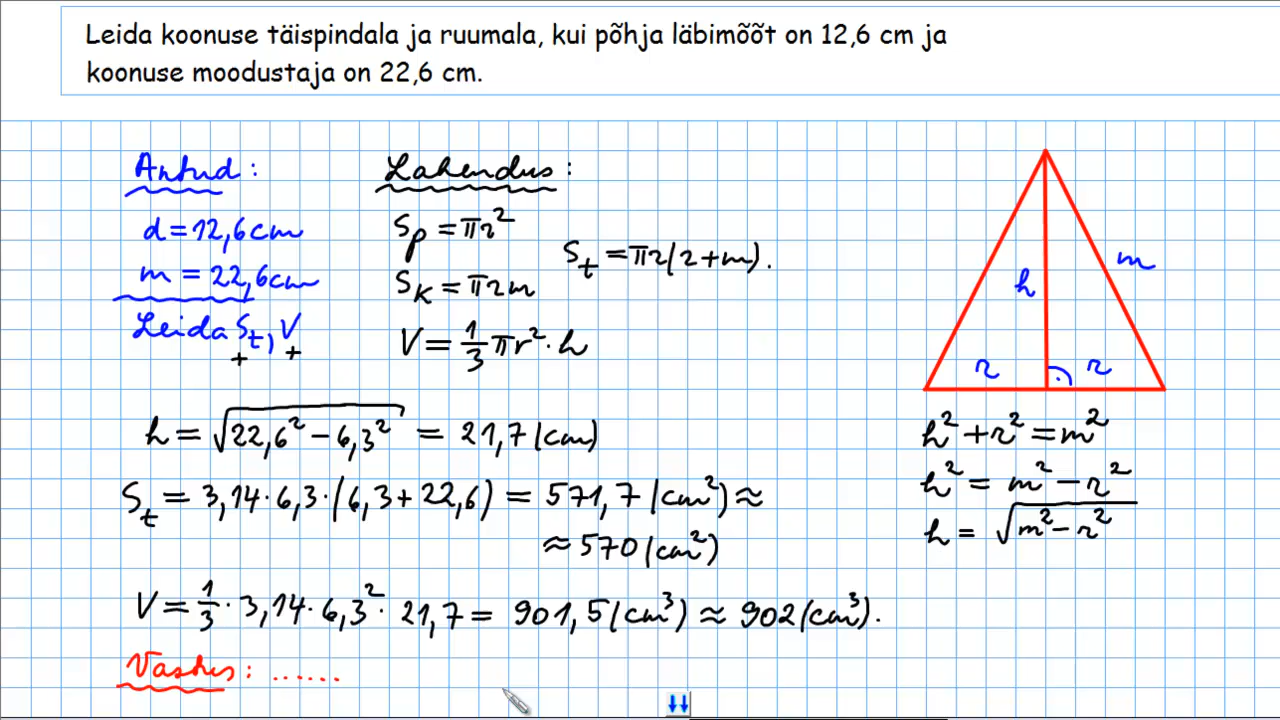 Leida koonuse täispindala ja ruumala, kui põhja läbimõõt on 12,6 cm ja
koonuse moodustaja on 22,6 cm.
Antud:
d = 12,6cm
m = 22,6cm
Leida St, V
+ +
Lahendus:
Sp = πr²
St = πr(r+m).
Sk = πrm
V = 1/3 πr² · h
h = √(22,6² − 6,3²) = 21,7 (cm)
St = 3,14 · 6,3 · (6,3 + 22,6) = 571,7 (cm²) ≈
≈ 570 (cm²)
V = 1/3 · 3,14 · 6,3² · 21,7 = 901,5 (cm³) ≈ 902 (cm³).
Vastus: ......
h
m
r
r
h² + r² = m²
h² = m² − r²
h = √(m² − r²)